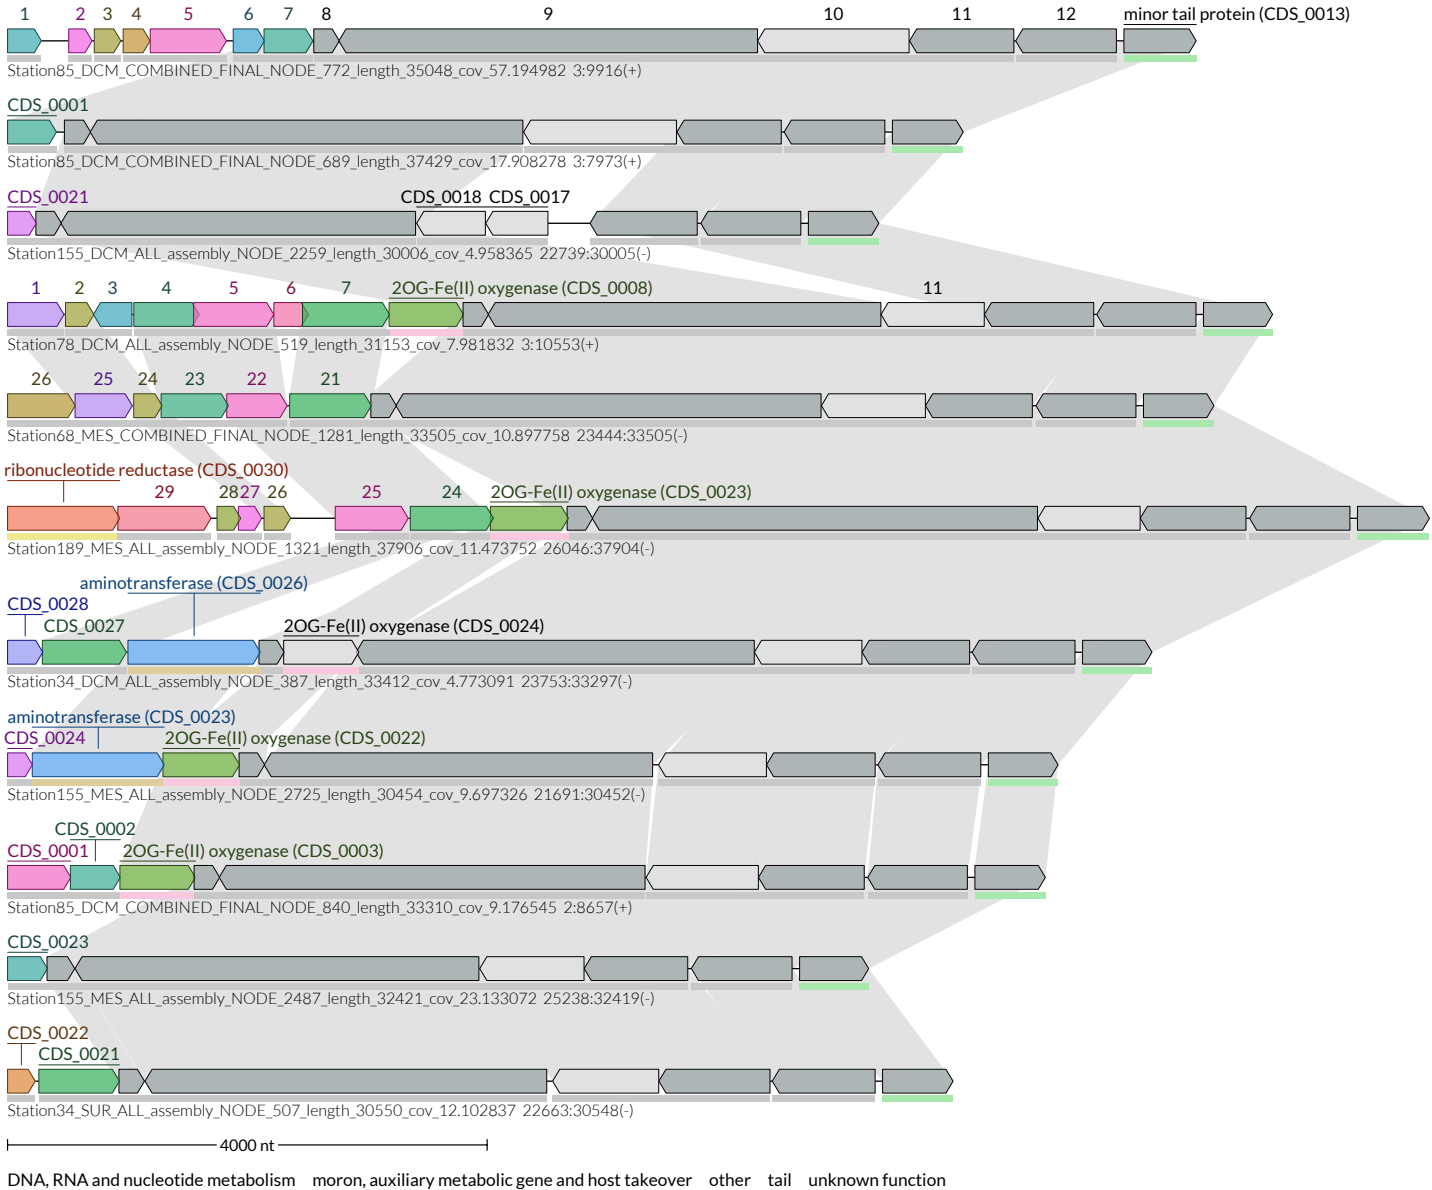 1 2 3 4 5 6 7 8 9 10 11 12 minor tail protein (CDS_0013)
Station85_DCM_COMBINED_FINAL_NODE_772_length_35048_cov_57.194982 3:9916(+)
CDS_0001
Station85_DCM_COMBINED_FINAL_NODE_689_length_37429_cov_17.908278 3:7973(+)
CDS_0021 CDS_0018 CDS_0017
Station155_DCM_ALL_assembly_NODE_2259_length_30006_cov_4.958365 22739:30005(-)
1 2 3 4 5 6 7 2OG-Fe(II) oxygenase (CDS_0008) 11
Station78_DCM_ALL_assembly_NODE_519_length_31153_cov_7.981832 3:10553(+)
26 25 24 23 22 21
Station68_MES_COMBINED_FINAL_NODE_1281_length_33505_cov_10.897758 23444:33505(-)
ribonucleotide reductase (CDS_0030)
29 28 27 26 25 24 2OG-Fe(II) oxygenase (CDS_0023)
Station189_MES_ALL_assembly_NODE_1321_length_37906_cov_11.473752 26046:37904(-)
aminotransferase (CDS_0026)
CDS_0028
CDS_0027 2OG-Fe(II) oxygenase (CDS_0024)
Station34_DCM_ALL_assembly_NODE_387_length_33412_cov_4.773091 23753:33297(-)
aminotransferase (CDS_0023)
CDS_0024 2OG-Fe(II) oxygenase (CDS_0022)
Station155_MES_ALL_assembly_NODE_2725_length_30454_cov_9.697326 21691:30452(-)
CDS_0002
CDS_0001 2OG-Fe(II) oxygenase (CDS_0003)
Station85_DCM_COMBINED_FINAL_NODE_840_length_33310_cov_9.176545 2:8657(+)
CDS_0023
Station155_MES_ALL_assembly_NODE_2487_length_32421_cov_23.133072 25238:32419(-)
CDS_0022
CDS_0021
Station34_SUR_ALL_assembly_NODE_507_length_30550_cov_12.102837 22663:30548(-)
4000 nt
DNA, RNA and nucleotide metabolism moron, auxiliary metabolic gene and host takeover other tail unknown function